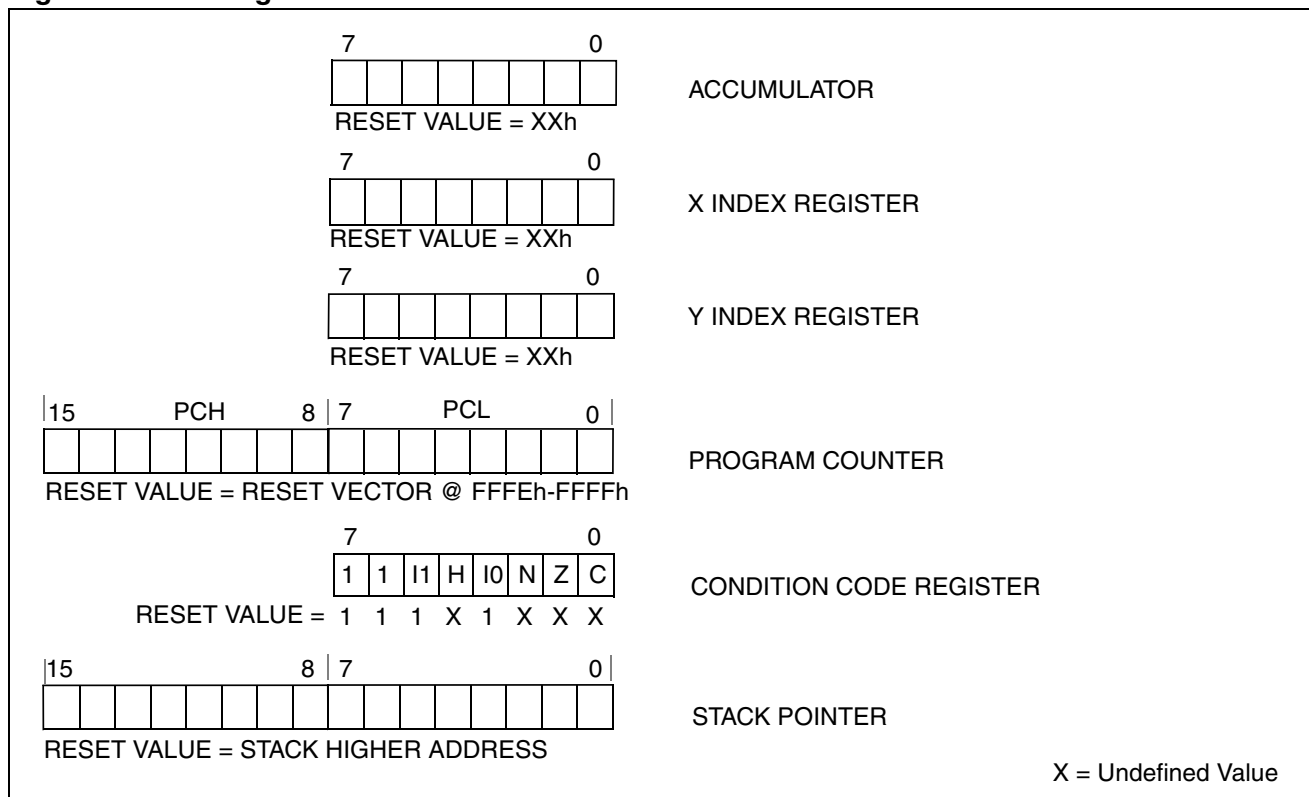 7 0
ACCUMULATOR
RESET VALUE = XXh
7 0
X INDEX REGISTER
RESET VALUE = XXh
7 0
Y INDEX REGISTER
RESET VALUE = XXh
15 PCH 8 7 PCL 0
PROGRAM COUNTER
RESET VALUE = RESET VECTOR @ FFFEh-FFFFh
7 0
1 1 I1 H I0 N Z C
CONDITION CODE REGISTER
RESET VALUE = 1 1 1 X 1 X X X
15 8 7 0
STACK POINTER
RESET VALUE = STACK HIGHER ADDRESS
X = Undefined Value